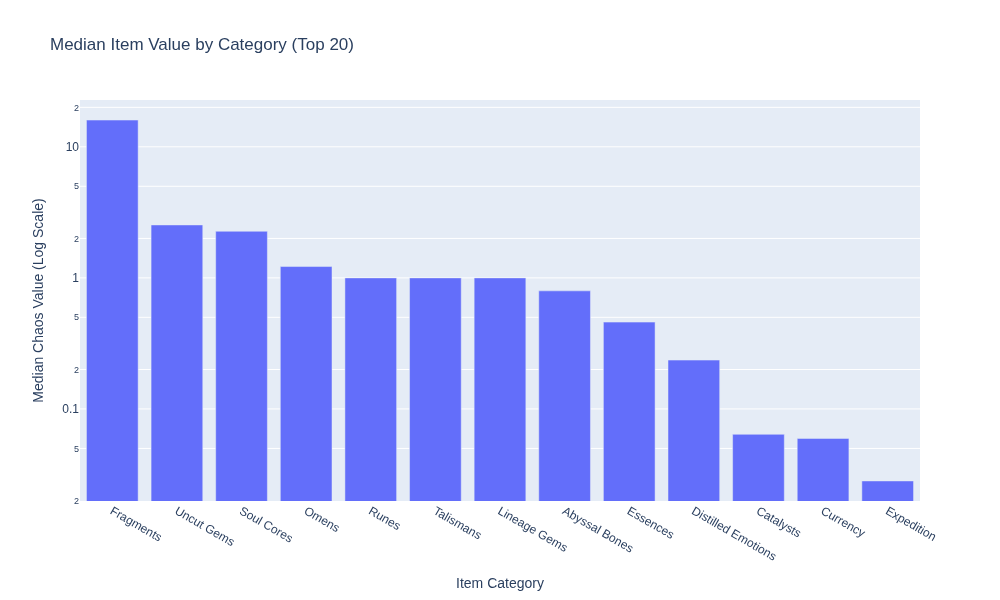 Median Item Value by Category (Top 20)
Median Chaos Value (Log Scale)
2
10
5
2
1
5
2
0.1
5
2
Fragments
Uncut Gems
Soul Cores
Omens
Runes
Talismans
Lineage Gems
Abyssal Bones
Essences
Distilled Emotions
Catalysts
Currency
Expedition
Item Category